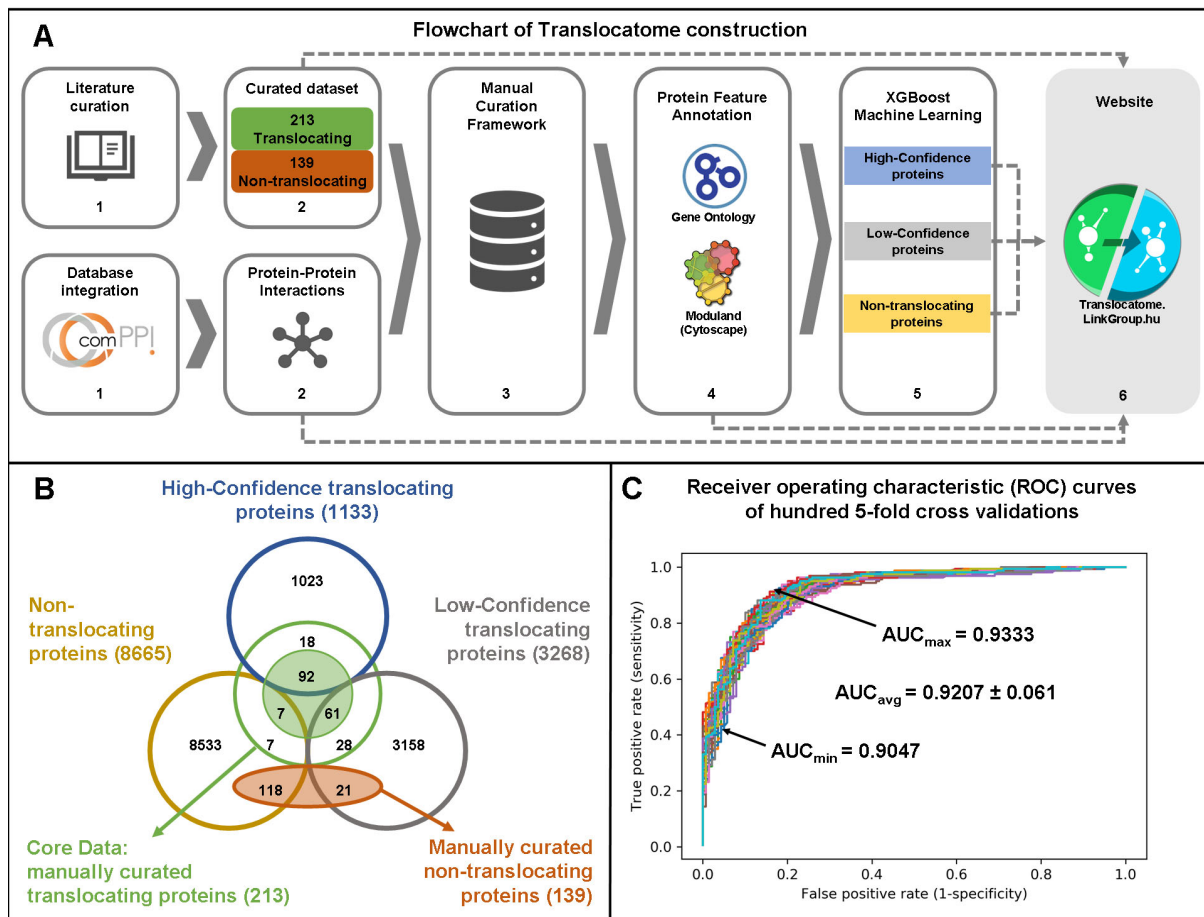 A
Flowchart of Translocatome construction
Literature
curation
1
Curated dataset
213
Translocating
139
Non-translocating
2
Database
integration
comPPI
1
Protein-Protein
Interactions
2
Manual
Curation
Framework
3
Protein Feature
Annotation
Gene Ontology
Moduland
(Cytoscape)
4
XGBoost
Machine Learning
High-Confidence
proteins
Low-Confidence
proteins
Non-translocating
proteins
5
Website
Translocatome.
LinkGroup.hu
6
B
High-Confidence translocating
proteins (1133)
Non-
translocating
proteins (8665)
Low-Confidence
translocating
proteins (3268)
1023
18
92
7
61
8533
7
28
3158
118
21
Core Data:
manually curated
translocating proteins (213)
Manually curated
non-translocating
proteins (139)
C
Receiver operating characteristic (ROC) curves
of hundred 5-fold cross validations
True positive rate (sensitivity)
1.0
0.8
0.6
0.4
0.2
0.0
AUCmax = 0.9333
AUCavg = 0.9207 ± 0.061
AUCmin = 0.9047
0.0 0.2 0.4 0.6 0.8 1.0
False positive rate (1-specificity)